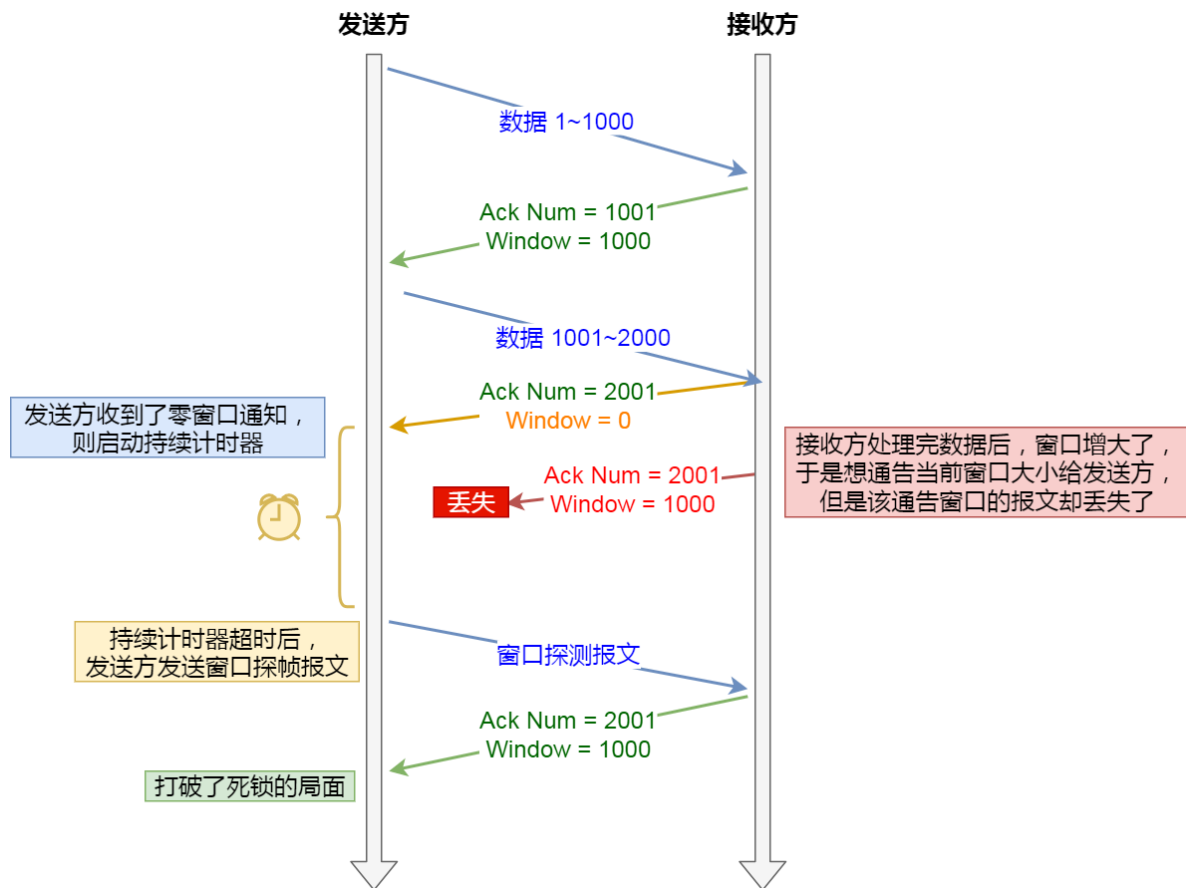 发送方
接收方
数据 1~1000
Ack Num = 1001
Window = 1000
数据 1001~2000
Ack Num = 2001
Window = 0
发送方收到了零窗口通知，
则启动持续计时器
Ack Num = 2001
Window = 1000
丢失
接收方处理完数据后，窗口增大了，
于是想通告当前窗口大小给发送方，
但是该通告窗口的报文却丢失了
持续计时器超时后，
发送方发送窗口探帧报文
窗口探测报文
Ack Num = 2001
Window = 1000
打破了死锁的局面